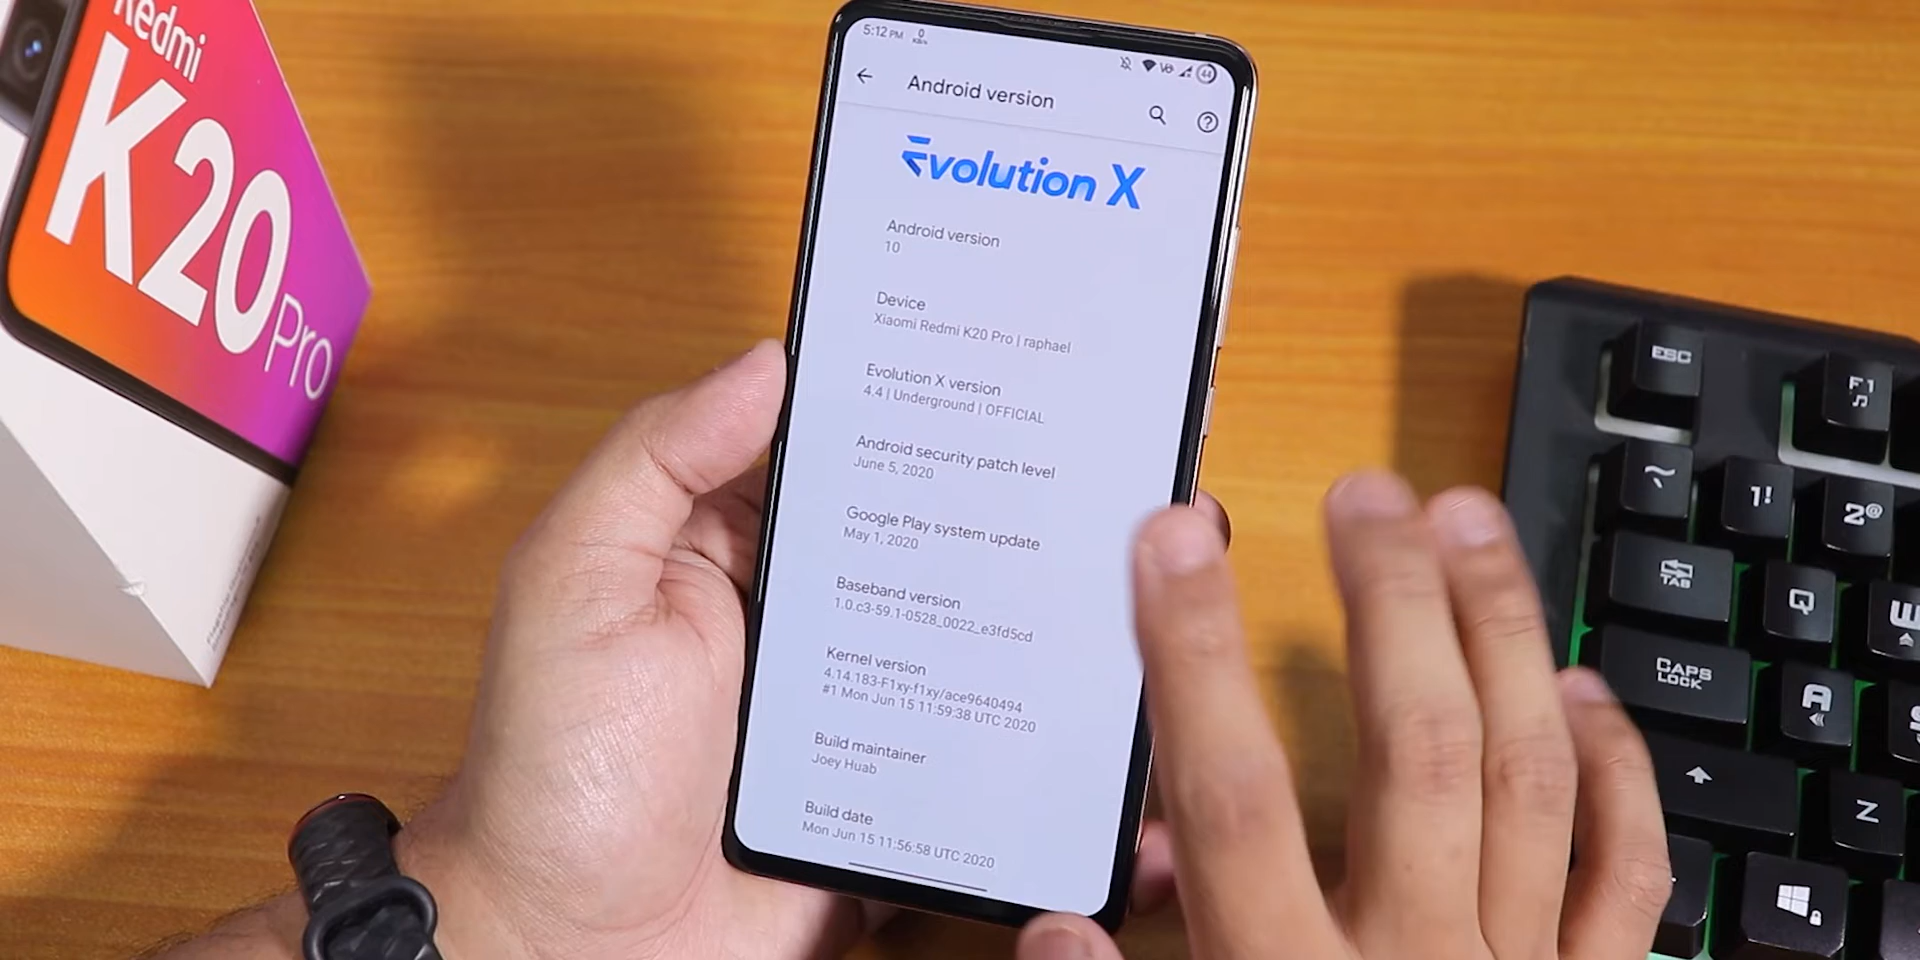 Redmi
K20 Pro
5:12 PM
0
44
Android version
Evolution X
Android version
10
Device
Xiaomi Redmi K20 Pro | raphael
Evolution X version
4.4 | Underground | OFFICIAL
Android security patch level
June 5, 2020
Google Play system update
May 1, 2020
Baseband version
1.0.c3-59.1-0528_0022_e3fd5cd
Kernel version
4.14.183-F1xy-f1xy/ace9640494
#1 Mon Jun 15 11:59:38 UTC 2020
Build maintainer
Joey Huab
Build date
Mon Jun 15 11:56:58 UTC 2020
ESC
F1
~
1!
2@
TAB
Q
W
CAPS
LOCK
A
Z